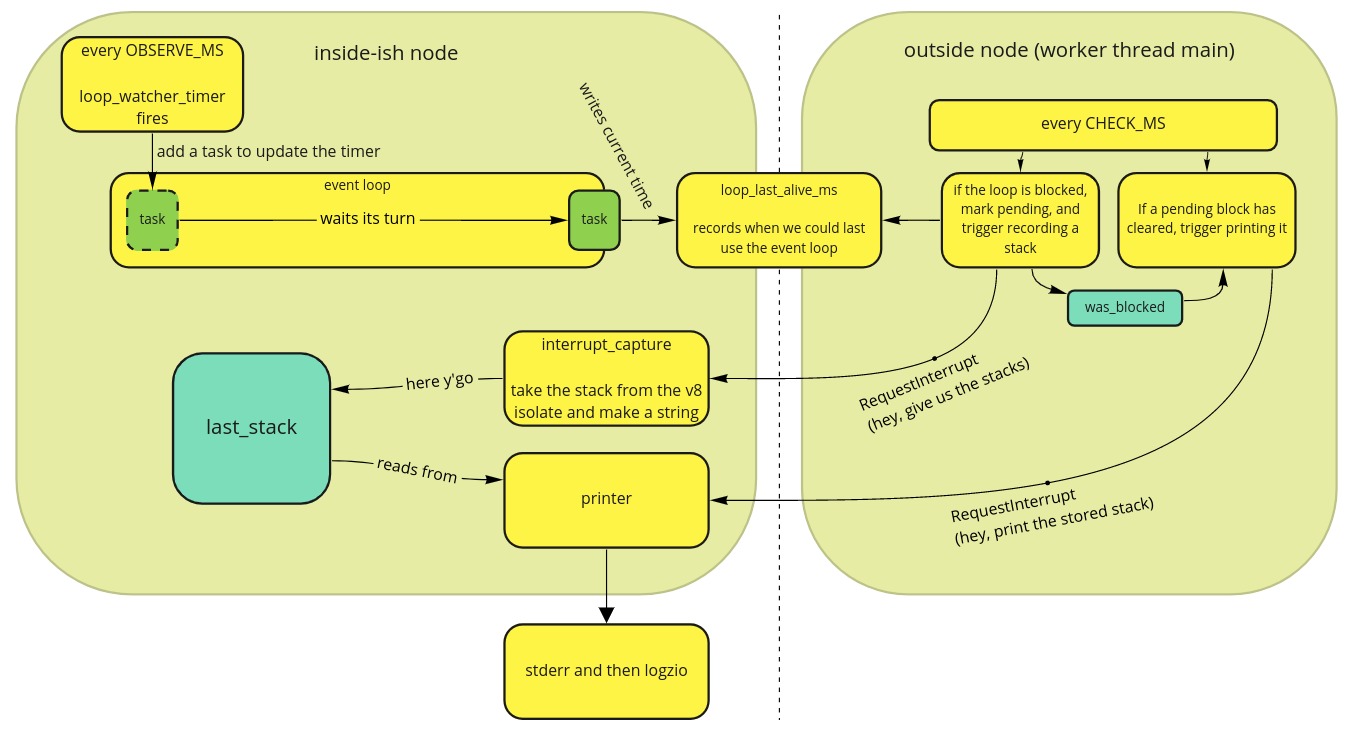 inside-ish node
outside node (worker thread main)
every OBSERVE_MS
loop_watcher_timer
fires
add a task to update the timer
event loop
task
waits its turn
task
writes current time
loop_last_alive_ms
records when we could last
use the event loop
every CHECK_MS
if the loop is blocked,
mark pending, and
trigger recording a
stack
If a pending block has
cleared, trigger printing it
was_blocked
RequestInterrupt
(hey, give us the stacks)
interrupt_capture
take the stack from the v8
isolate and make a string
here y'go
last_stack
reads from
printer
RequestInterrupt
(hey, print the stored stack)
stderr and then logzio